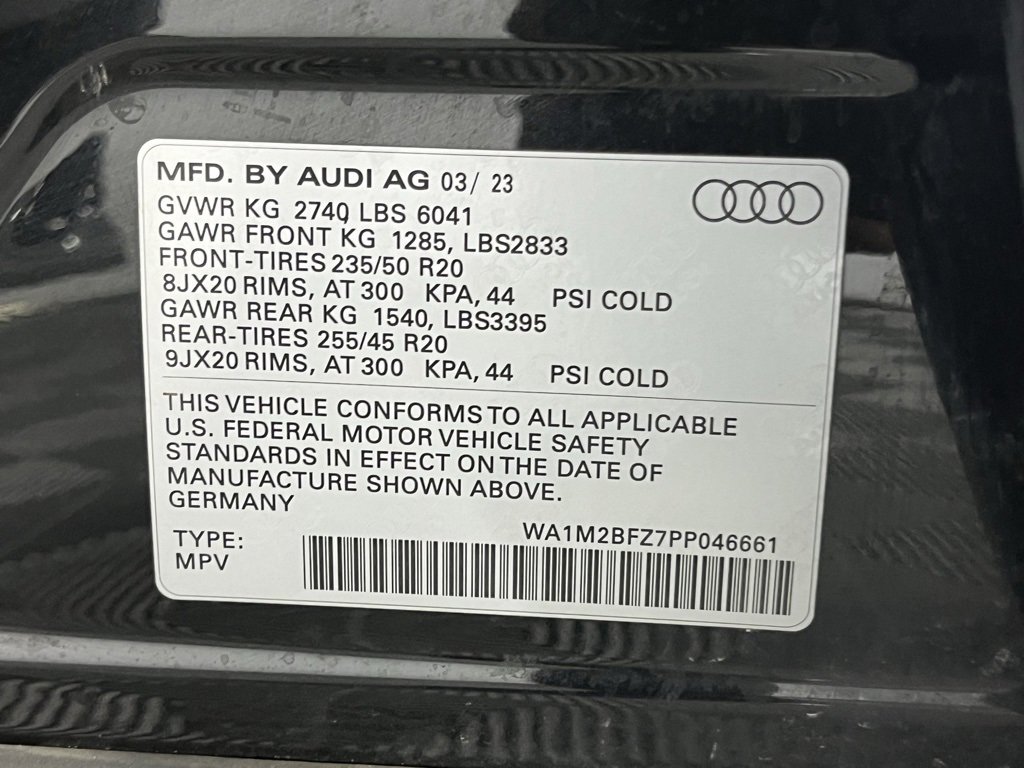 MFD. BY AUDI AG 03/ 23
GVWR KG 2740 LBS 6041
GAWR FRONT KG 1285, LBS2833
FRONT-TIRES 235/50 R20
8JX20 RIMS, AT 300 KPA, 44 PSI COLD
GAWR REAR KG 1540, LBS3395
REAR-TIRES 255/45 R20
9JX20 RIMS, AT 300 KPA, 44 PSI COLD
THIS VEHICLE CONFORMS TO ALL APPLICABLE
U.S. FEDERAL MOTOR VEHICLE SAFETY
STANDARDS IN EFFECT ON THE DATE OF
MANUFACTURE SHOWN ABOVE.
GERMANY
WA1M2BFZ7PP046661
TYPE:
MPV